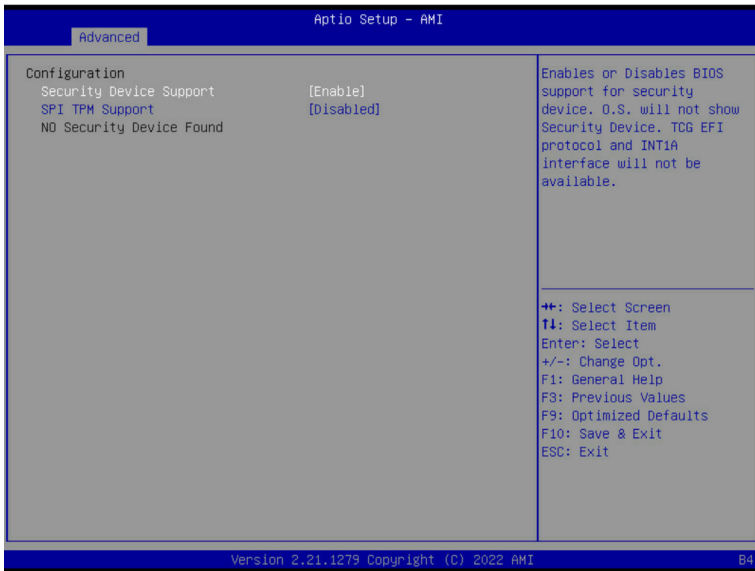 Aptio Setup – AMI
Advanced
Configuration
Security Device Support [Enable]
SPI TPM Support [Disabled]
NO Security Device Found
Enables or Disables BIOS
support for security
device. O.S. will not show
Security Device. TCG EFI
protocol and INT1A
interface will not be
available.
→←: Select Screen
↑↓: Select Item
Enter: Select
+/-: Change Opt.
F1: General Help
F3: Previous Values
F9: Optimized Defaults
F10: Save & Exit
ESC: Exit
Version 2.21.1279 Copyright (C) 2022 AMI
B4